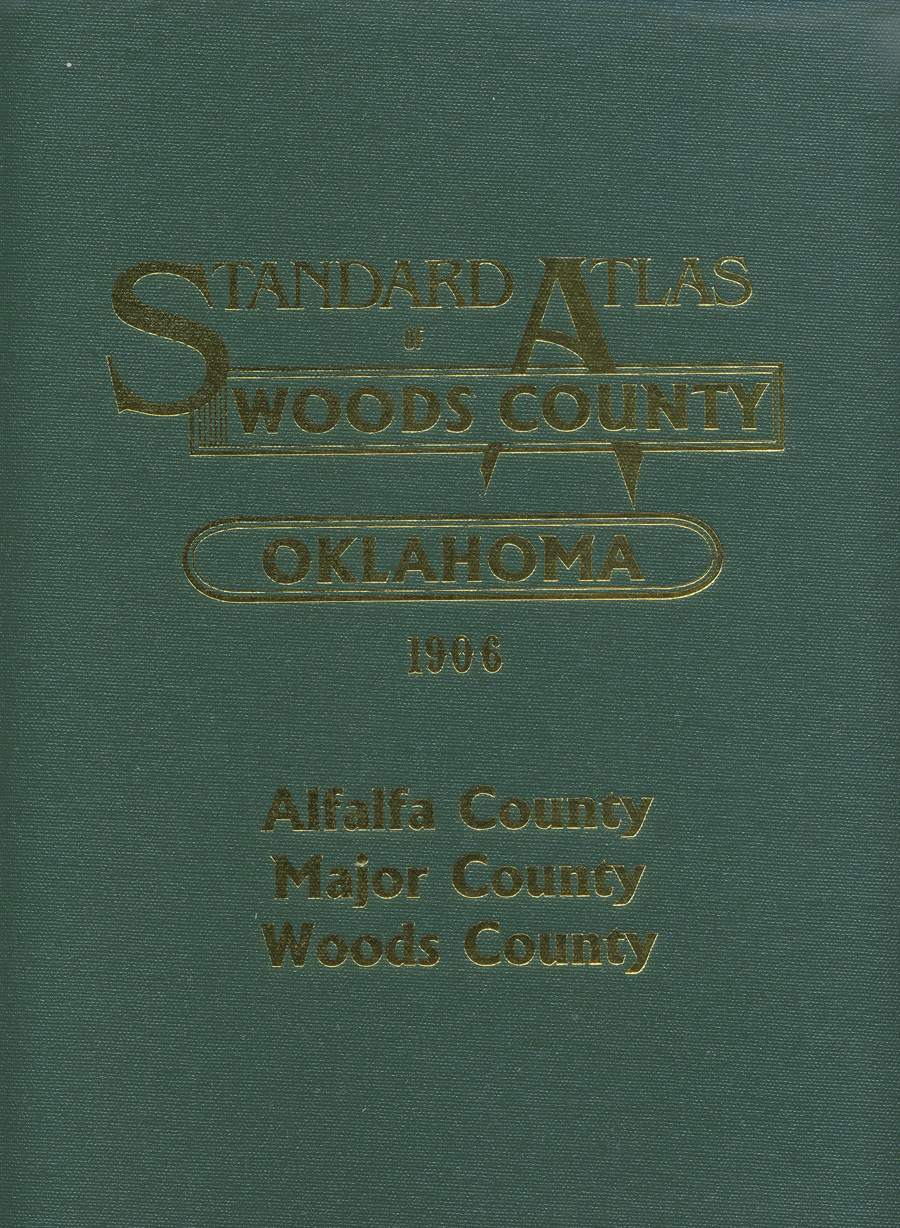 STANDARD ATLAS
OF
WOODS COUNTY
OKLAHOMA
1906
Alfalfa County
Major County
Woods County